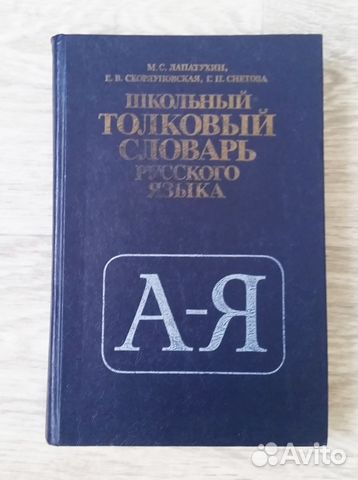 М. С. ЛАПАТУХИН,
Е. В. СКОРЛУПОВСКАЯ, Г. П. СНЕТОВА
ШКОЛЬНЫЙ
ТОЛКОВЫЙ
СЛОВАРЬ
РУССКОГО
ЯЗЫКА
А-Я
Avito